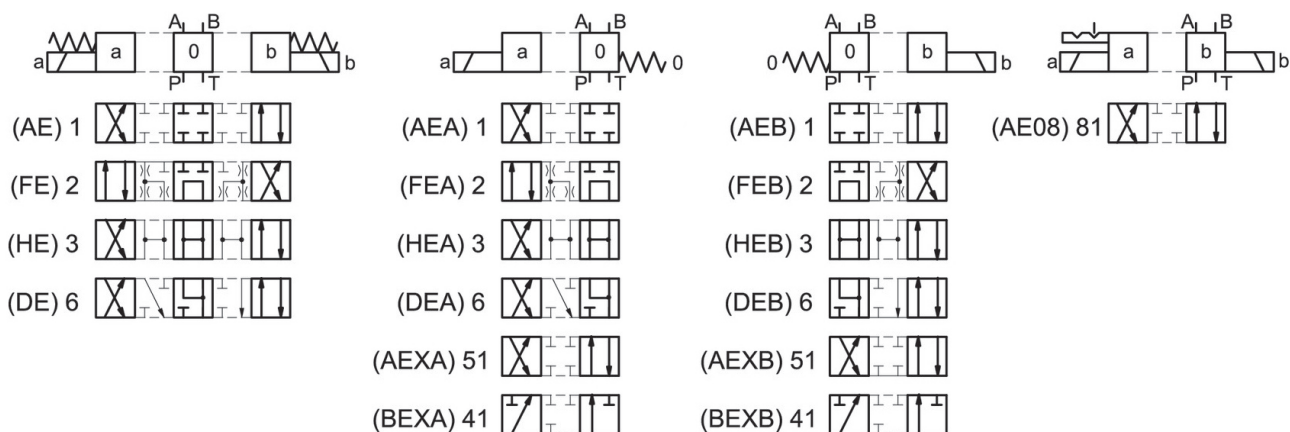 A B A B A B A B
a 0 b a 0 0 b a b
a b a 0 0 b a b
P T P T P T P T
(AE) 1 (AEA) 1 (AEB) 1 (AE08) 81
(FE) 2 (FEA) 2 (FEB) 2
(HE) 3 (HEA) 3 (HEB) 3
(DE) 6 (DEA) 6 (DEB) 6
(AEXA) 51 (AEXB) 51
(BEXA) 41 (BEXB) 41